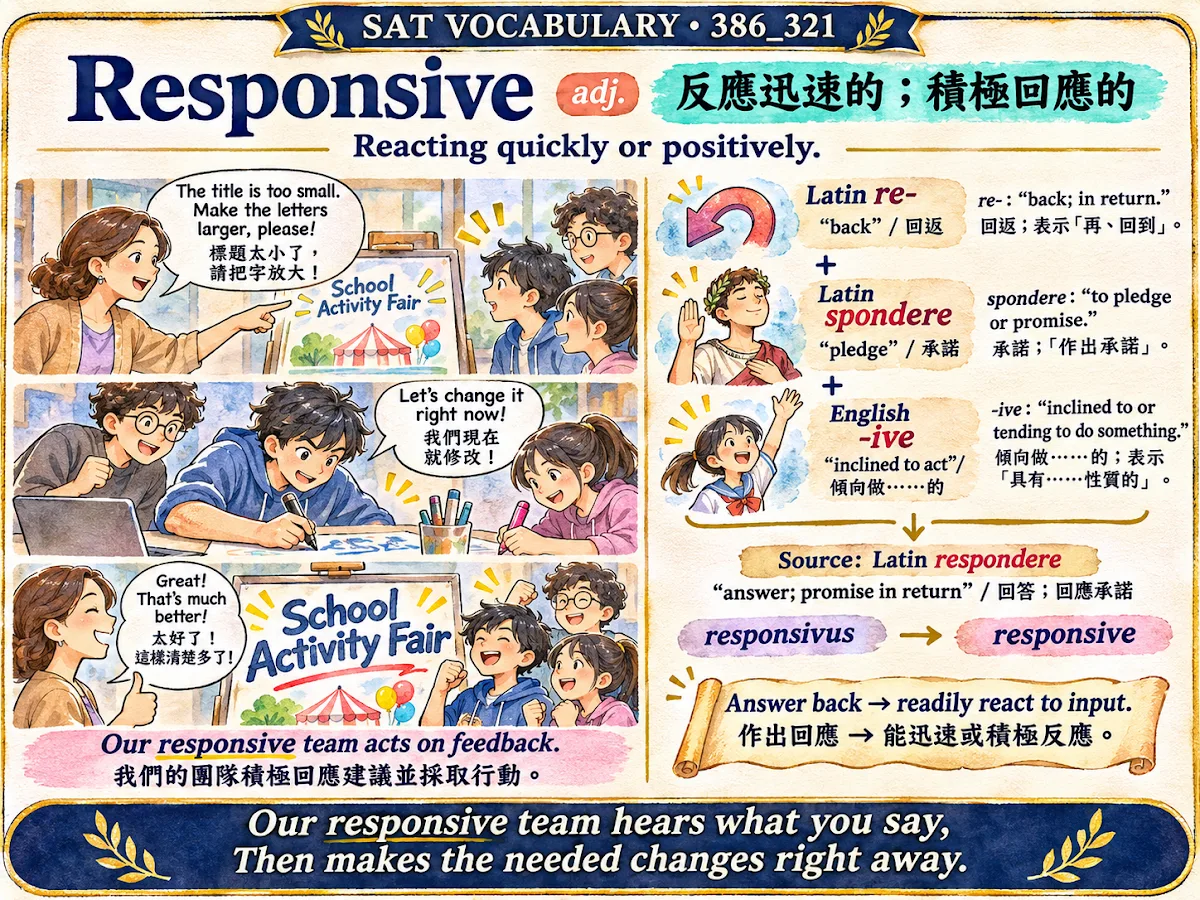 SAT VOCABULARY • 386_321
Responsive
adj.
反應迅速的；積極回應的
Reacting quickly or positively.
The title is too small.
Make the letters
larger, please!
標題太小了，
請把字放大！
School
Activity Fair
Let's change it
right now!
我們現在
就修改！
Great!
That's much
better!
太好了！
這樣清楚多了!
School
Activity Fair
Our responsive team acts on feedback.
我們的團隊積極回應建議並採取行動。
Latin re-
"back" / 回返
re-: "back; in return."
回返；表示「再、回到」。
+
Latin
spondere
"pledge" / 承諾
spondere: "to pledge
or promise."
承諾；「作出承諾」。
+
English
-ive
"inclined to act"/
傾向做……的
-ive: "inclined to or
tending to do something."
傾向做……的；表示
「具有……性質的」。
Source: Latin respondere
"answer; promise in return" / 回答；回應承諾
responsivus → responsive
Answer back → readily react to input.
作出回應 → 能迅速或積極反應。
Our responsive team hears what you say,
Then makes the needed changes right away.